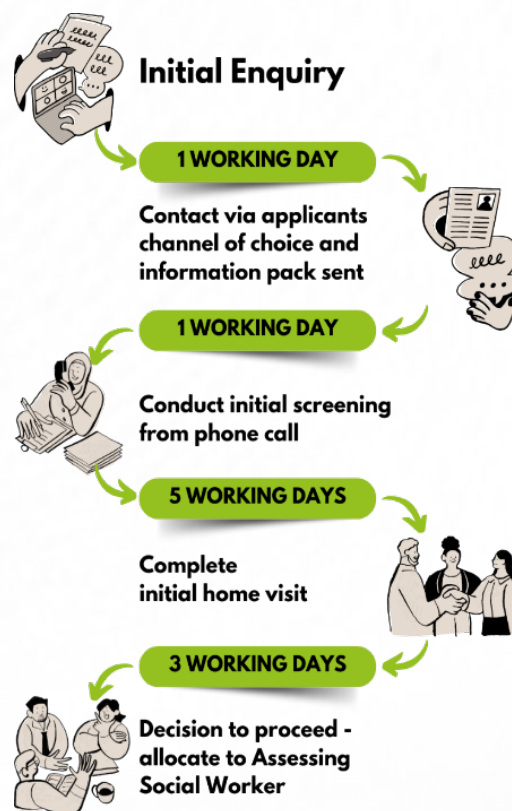 Initial Enquiry
1 WORKING DAY
Contact via applicants
channel of choice and
information pack sent
1 WORKING DAY
Conduct initial screening
from phone call
5 WORKING DAYS
Complete
initial home visit
3 WORKING DAYS
Decision to proceed -
allocate to Assessing
Social Worker